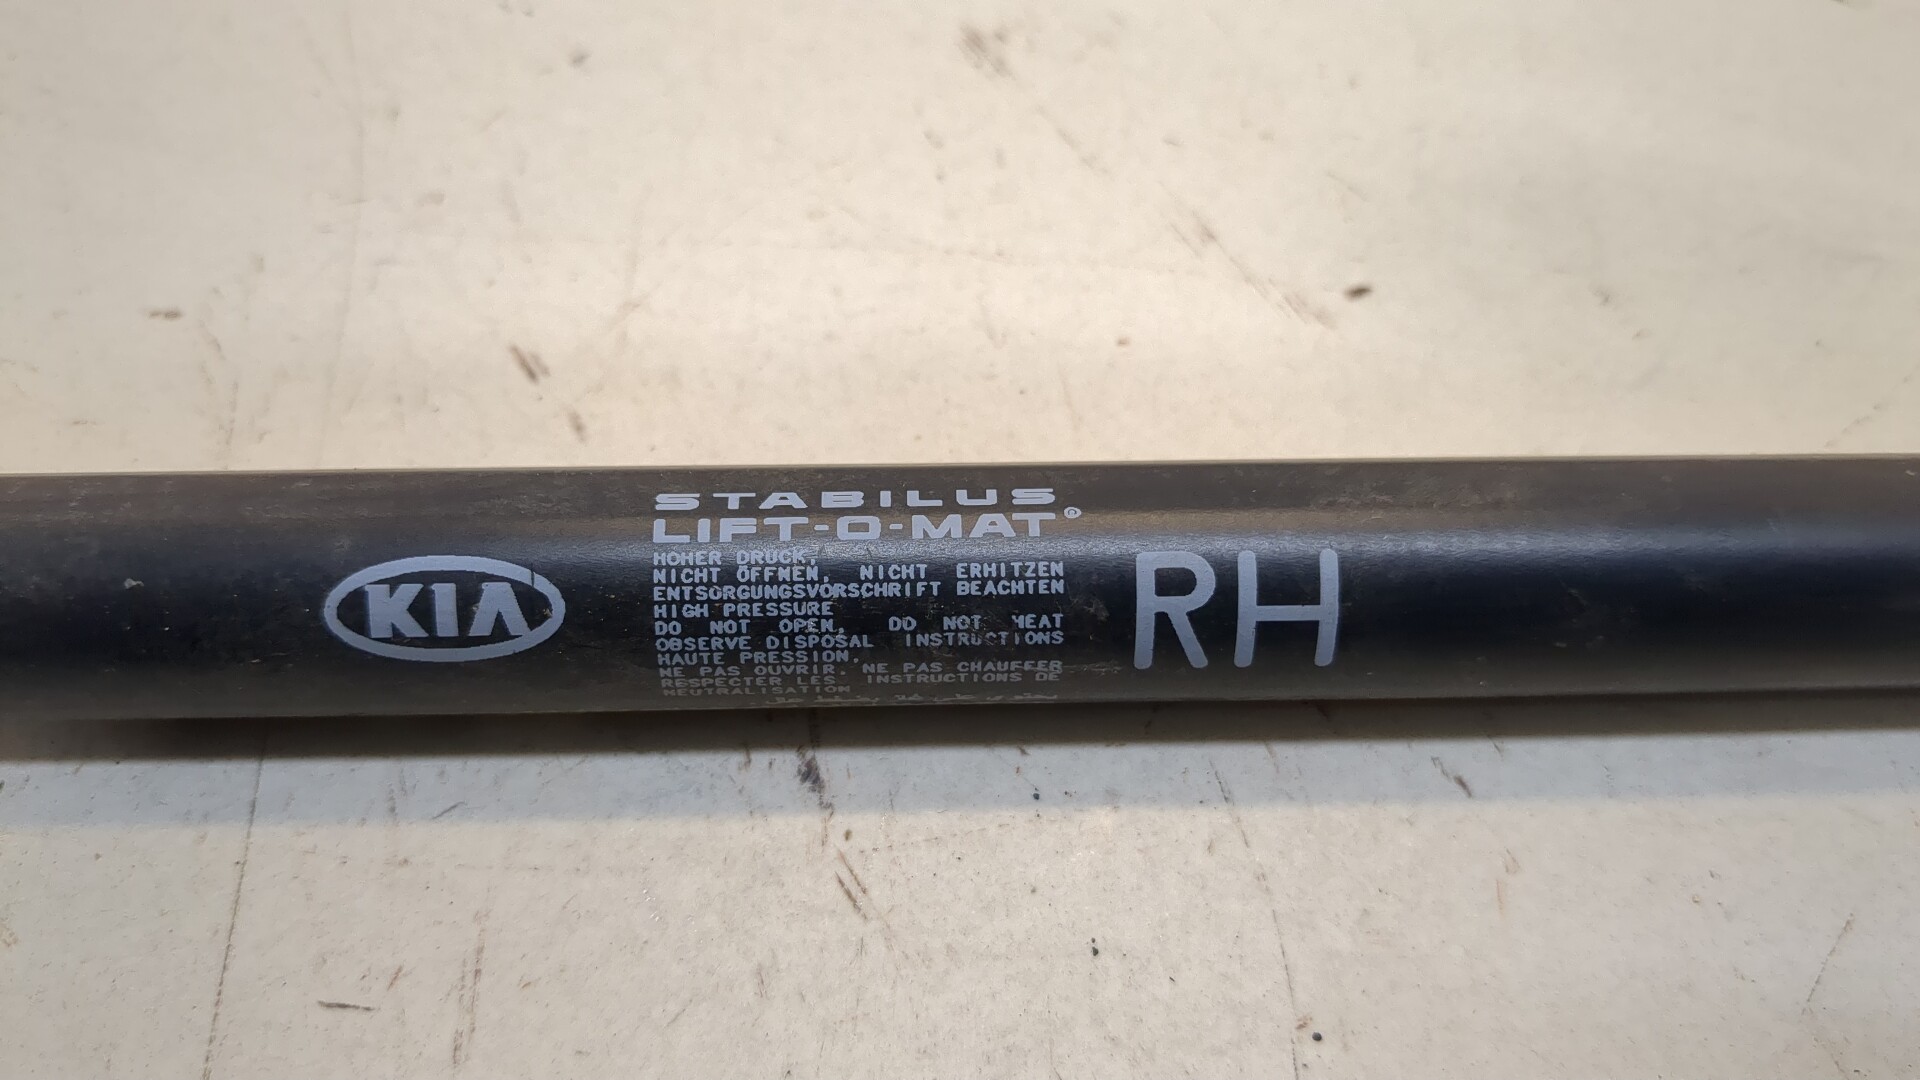 KIA
STABILUS
LIFT-O-MAT®
HOHER DRUCK,
NICHT ÖFFNEN, NICHT ERHITZEN
ENTSORGUNGSVORSCHRIFT BEACHTEN
HIGH PRESSURE
DO NOT OPEN, DO NOT HEAT
OBSERVE DISPOSAL INSTRUCTIONS
HAUTE PRESSION,
NE PAS OUVRIR. NE PAS CHAUFFER
RESPECTER LES INSTRUCTIONS DE
NEUTRALISATION
RH